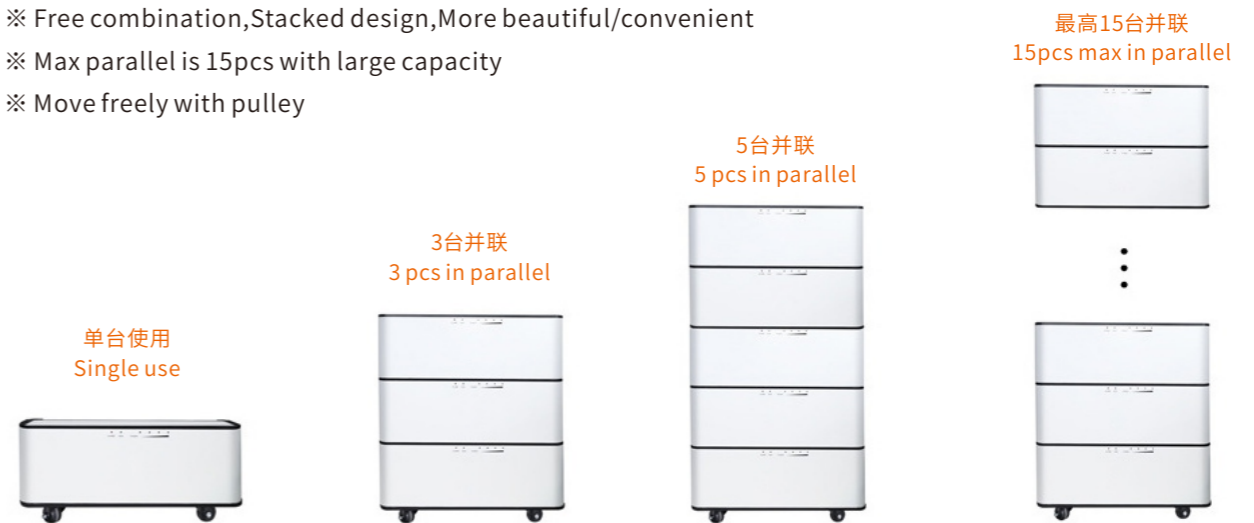 ※ Free combination,Stacked design,More beautiful/convenient
※ Max parallel is 15pcs with large capacity
※ Move freely with pulley
最高15台并联
15pcs max in parallel
5台并联
5 pcs in parallel
3台并联
3 pcs in parallel
单台使用
Single use